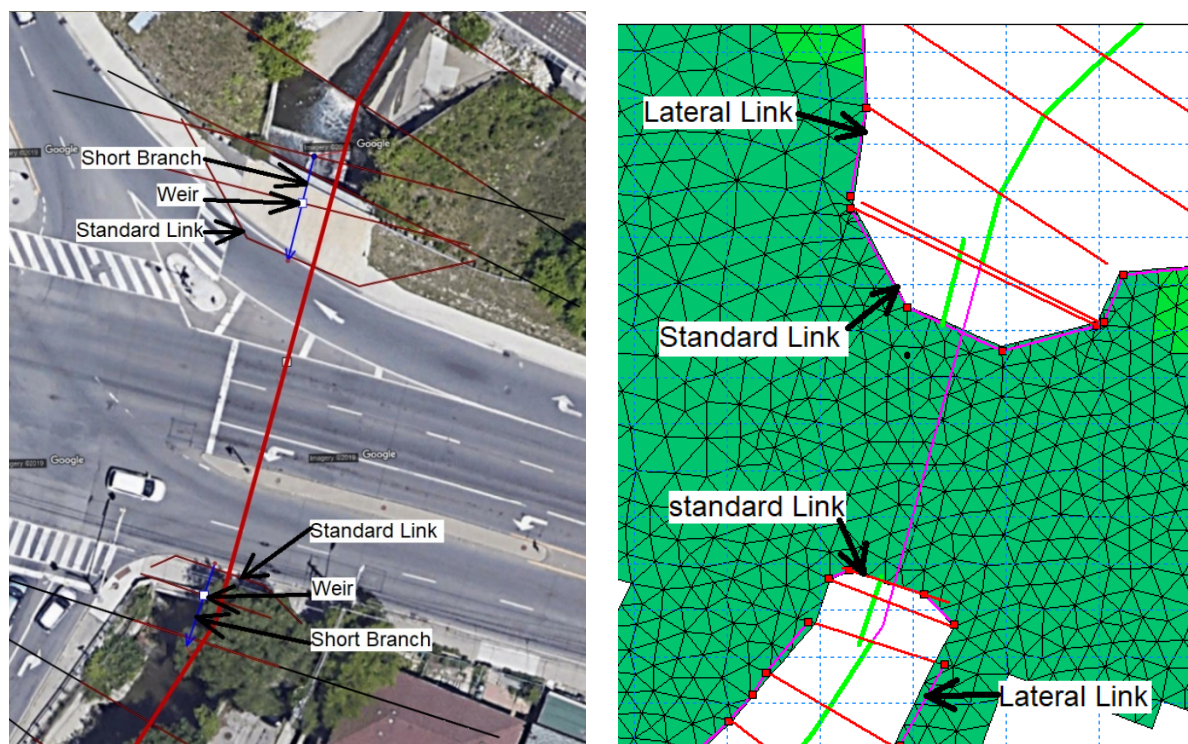 Imagery ©2019
Google
Short Branch
Weir
Standard Link
Google
Imagery ©2019
Google
Standard Link
Weir
Short Branch
Lateral Link
Standard Link
standard Link
Lateral Link